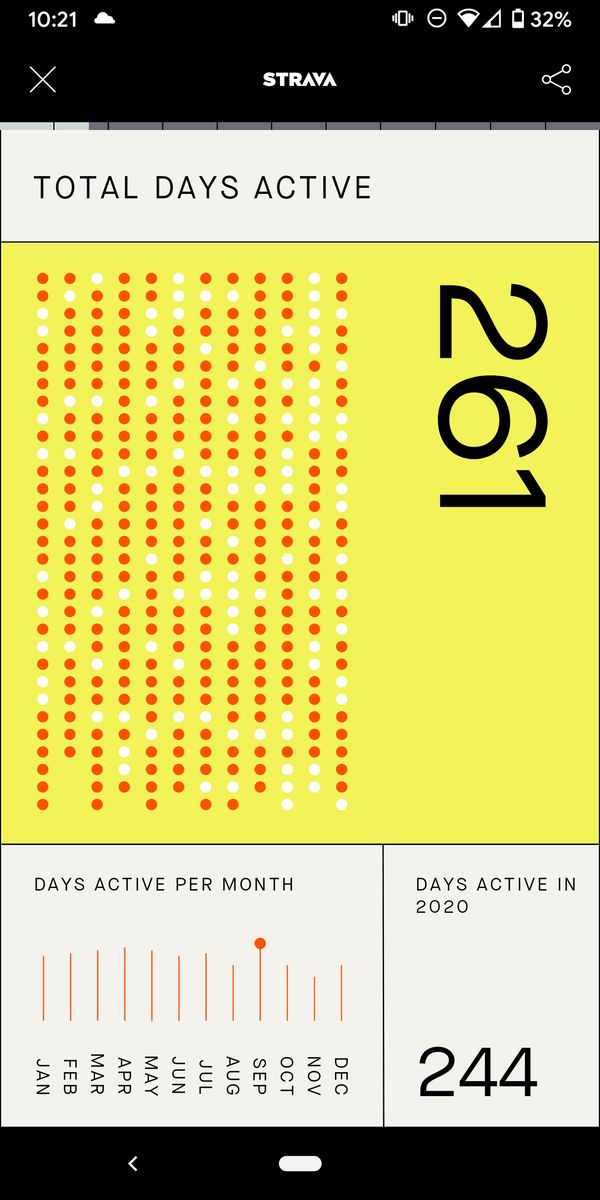 10:21
32%
STRAVA
TOTAL DAYS ACTIVE
261
DAYS ACTIVE PER MONTH
JAN
FEB
MAR
APR
MAY
JUN
JUL
AUG
SEP
OCT
NOV
DEC
DAYS ACTIVE IN
2020
244